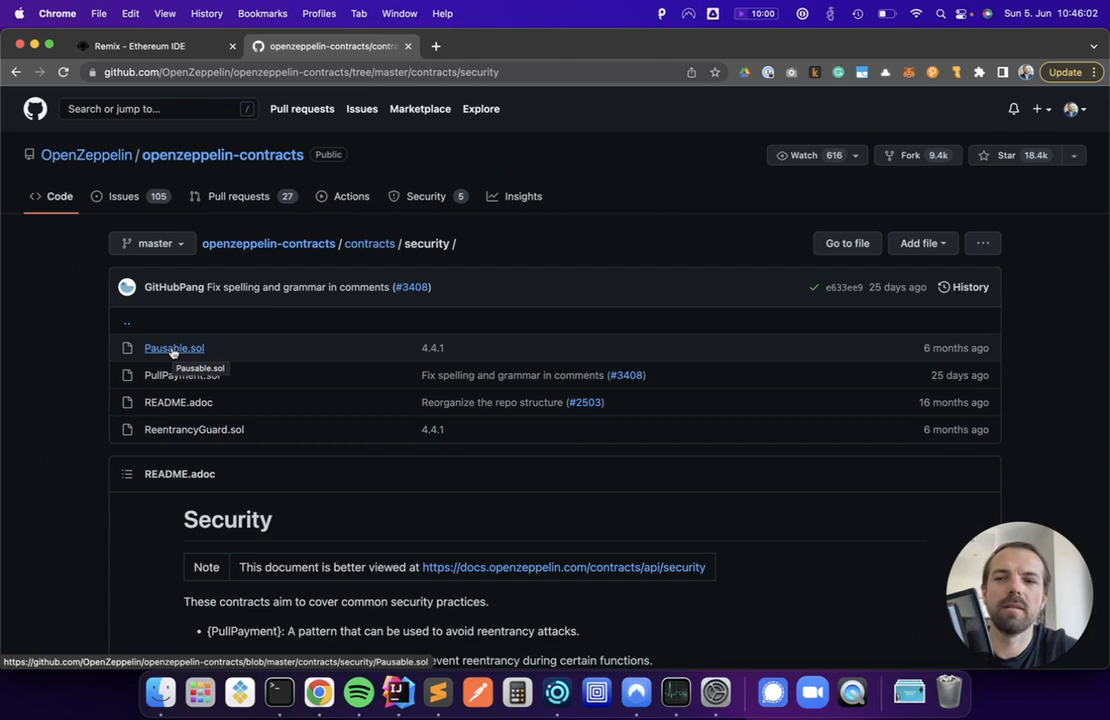 Chrome File Edit View History Bookmarks Profiles Tab Window Help 10:00 Sun 5. Jun 10:46:02
Remix - Ethereum IDE openzeppelin-contracts/contra
github.com/OpenZeppelin/openzeppelin-contracts/tree/master/contracts/security Update
Search or jump to... / Pull requests Issues Marketplace Explore
OpenZeppelin / openzeppelin-contracts Public Watch 616 Fork 9.4k Star 18.4k
Code Issues 105 Pull requests 27 Actions Security 5 Insights
master openzeppelin-contracts / contracts / security / Go to file Add file ...
GitHubPang Fix spelling and grammar in comments (#3408) e633ee9 25 days ago History
..
Pausable.sol 4.4.1 6 months ago
Pausable.sol
PullPayment.sol Fix spelling and grammar in comments (#3408) 25 days ago
README.adoc Reorganize the repo structure (#2503) 16 months ago
ReentrancyGuard.sol 4.4.1 6 months ago
README.adoc
Security
Note This document is better viewed at https://docs.openzeppelin.com/contracts/api/security
These contracts aim to cover common security practices.
• {PullPayment}: A pattern that can be used to avoid reentrancy attacks.
event reentrancy during certain functions.
https://github.com/OpenZeppelin/openzeppelin-contracts/blob/master/contracts/security/Pausable.sol